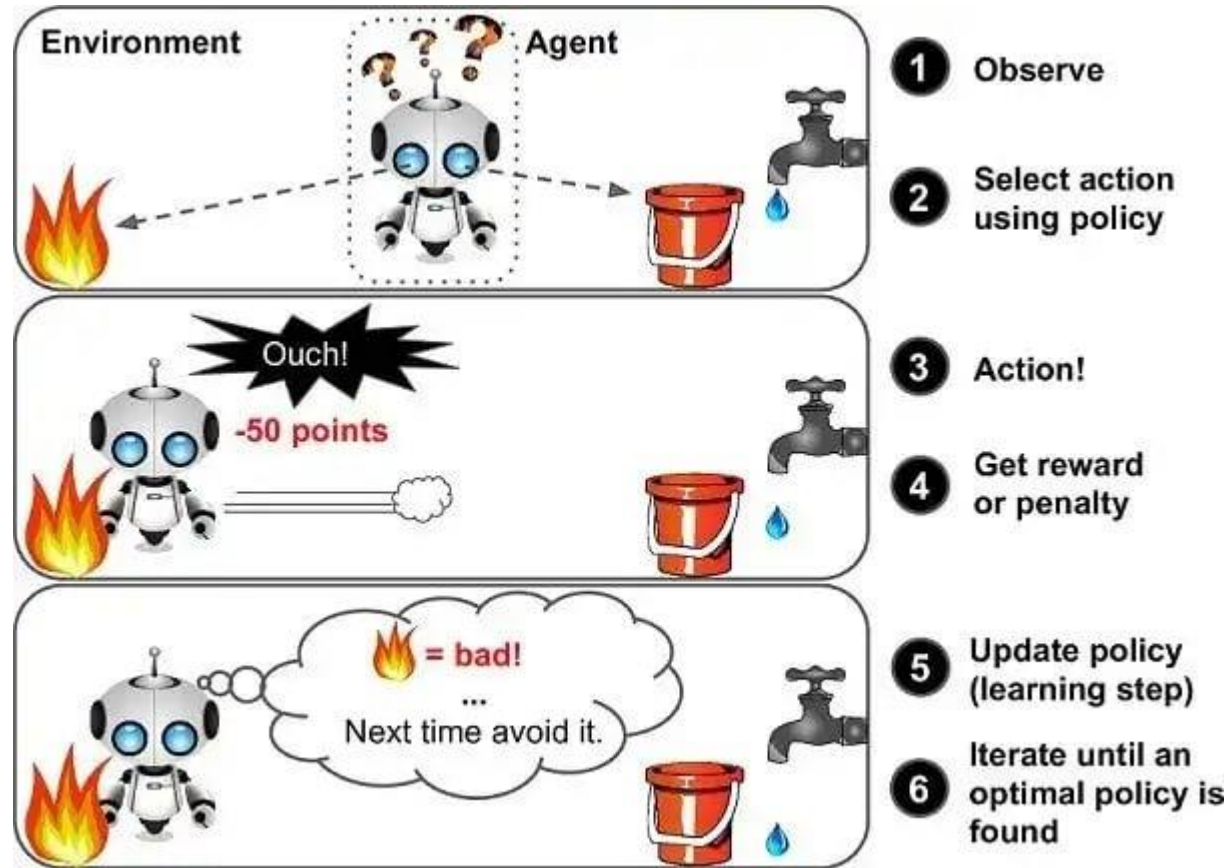 Environment
Agent
? ? ?
1 Observe
2 Select action
using policy
Ouch!
-50 points
3 Action!
4 Get reward
or penalty
= bad!
...
Next time avoid it.
5 Update policy
(learning step)
6 Iterate until an
optimal policy is
found